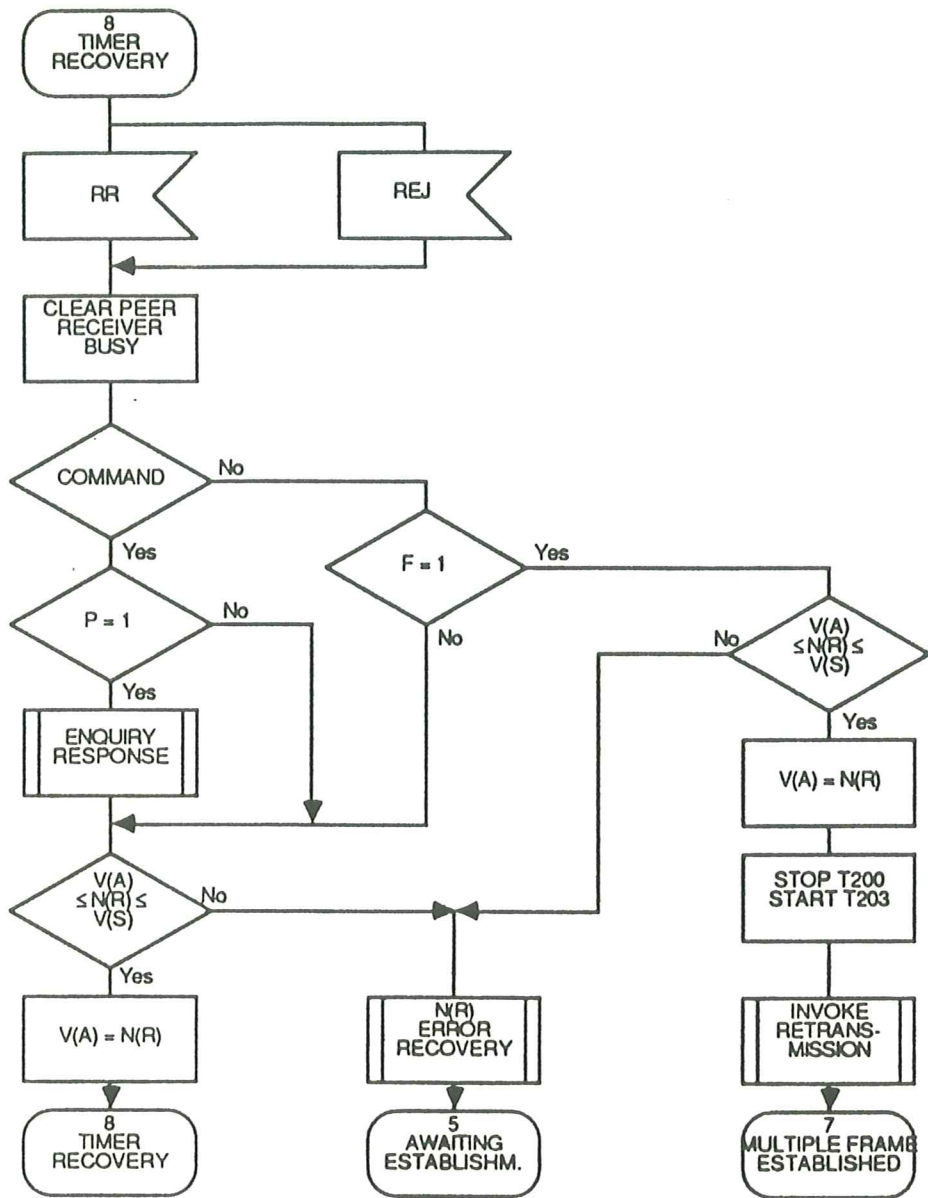 8
TIMER
RECOVERY
RR
REJ
CLEAR PEER
RECEIVER
BUSY
COMMAND
No
Yes
F = 1
Yes
No
P = 1
No
Yes
V(A)
≤ N(R) ≤
V(S)
No
Yes
ENQUIRY
RESPONSE
V(A) = N(R)
V(A)
≤ N(R) ≤
V(S)
No
Yes
STOP T200
START T203
V(A) = N(R)
N(R)
ERROR
RECOVERY
INVOKE
RETRANS-
MISSION
8
TIMER
RECOVERY
5
AWAITING
ESTABLISHM.
7
MULTIPLE FRAME
ESTABLISHED